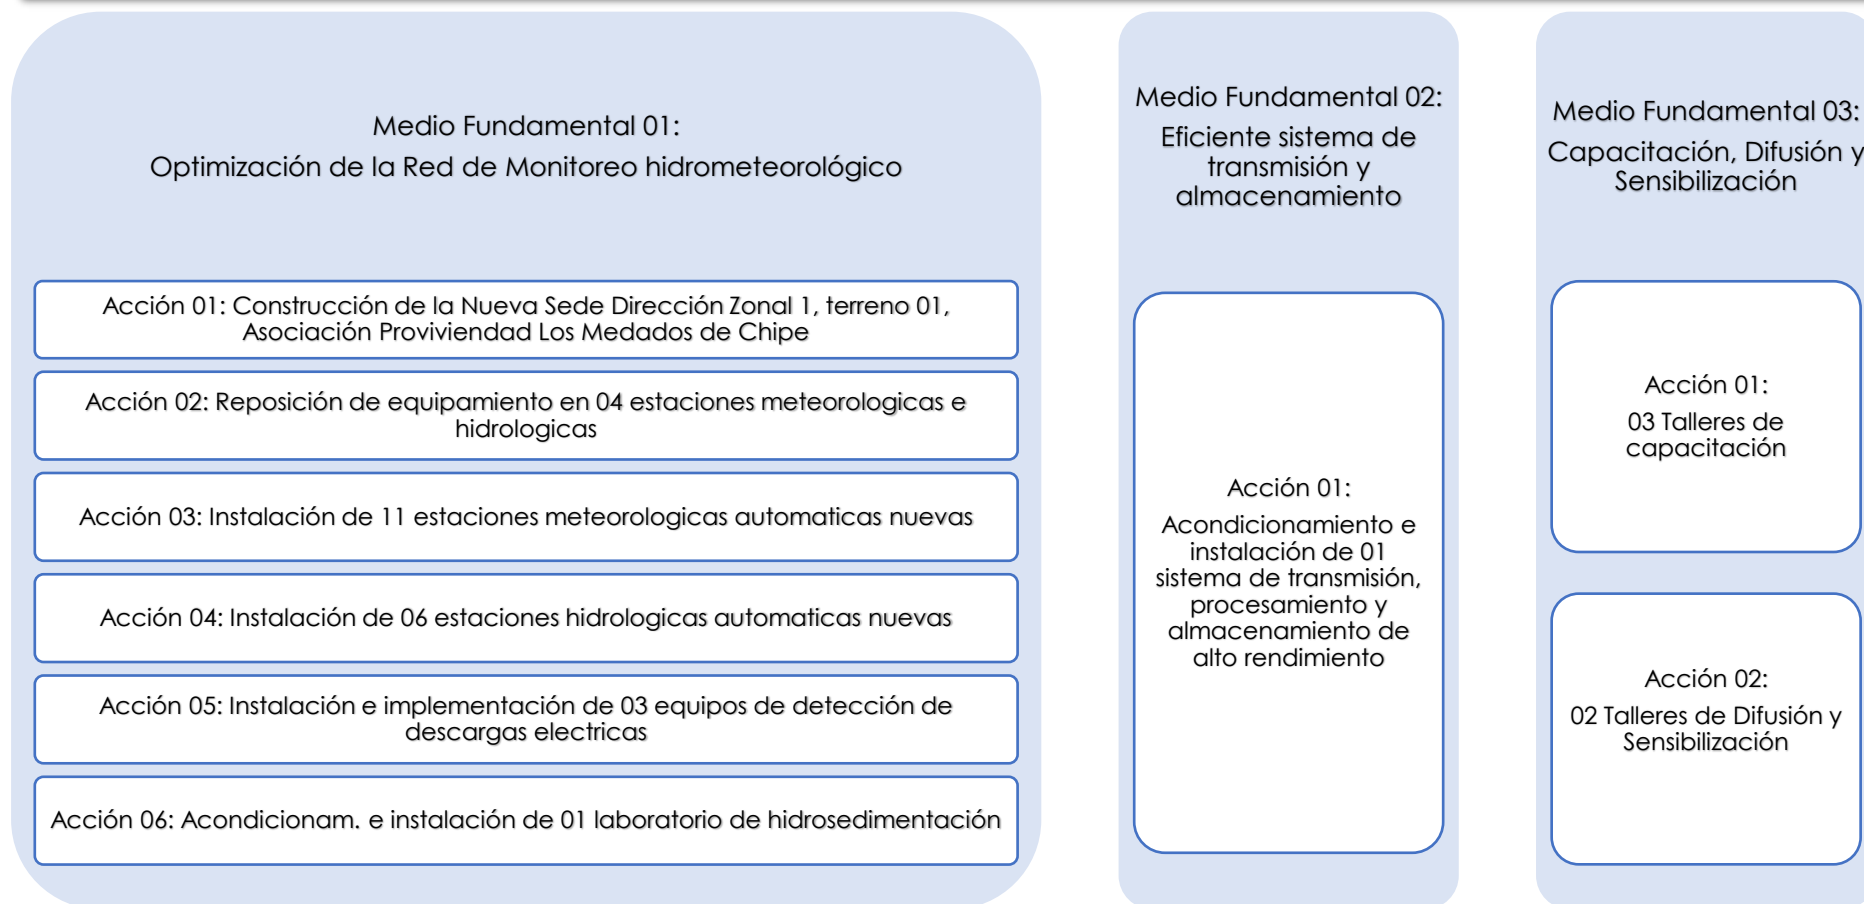 Medio Fundamental 01:
Optimización de la Red de Monitoreo hidrometeorológico
Acción 01: Construcción de la Nueva Sede Dirección Zonal 1, terreno 01,
Asociación Proviviendad Los Medados de Chipe
Acción 02: Reposición de equipamiento en 04 estaciones meteorologicas e
hidrologicas
Acción 03: Instalación de 11 estaciones meteorologicas automaticas nuevas
Acción 04: Instalación de 06 estaciones hidrologicas automaticas nuevas
Acción 05: Instalación e implementación de 03 equipos de detección de
descargas electricas
Acción 06: Acondicionam. e instalación de 01 laboratorio de hidrosedimentación
Medio Fundamental 02:
Eficiente sistema de
transmisión y
almacenamiento
Acción 01:
Acondicionamiento e
instalación de 01
sistema de transmisión,
procesamiento y
almacenamiento de
alto rendimiento
Medio Fundamental 03:
Capacitación, Difusión y
Sensibilización
Acción 01:
03 Talleres de
capacitación
Acción 02:
02 Talleres de Difusión y
Sensibilización